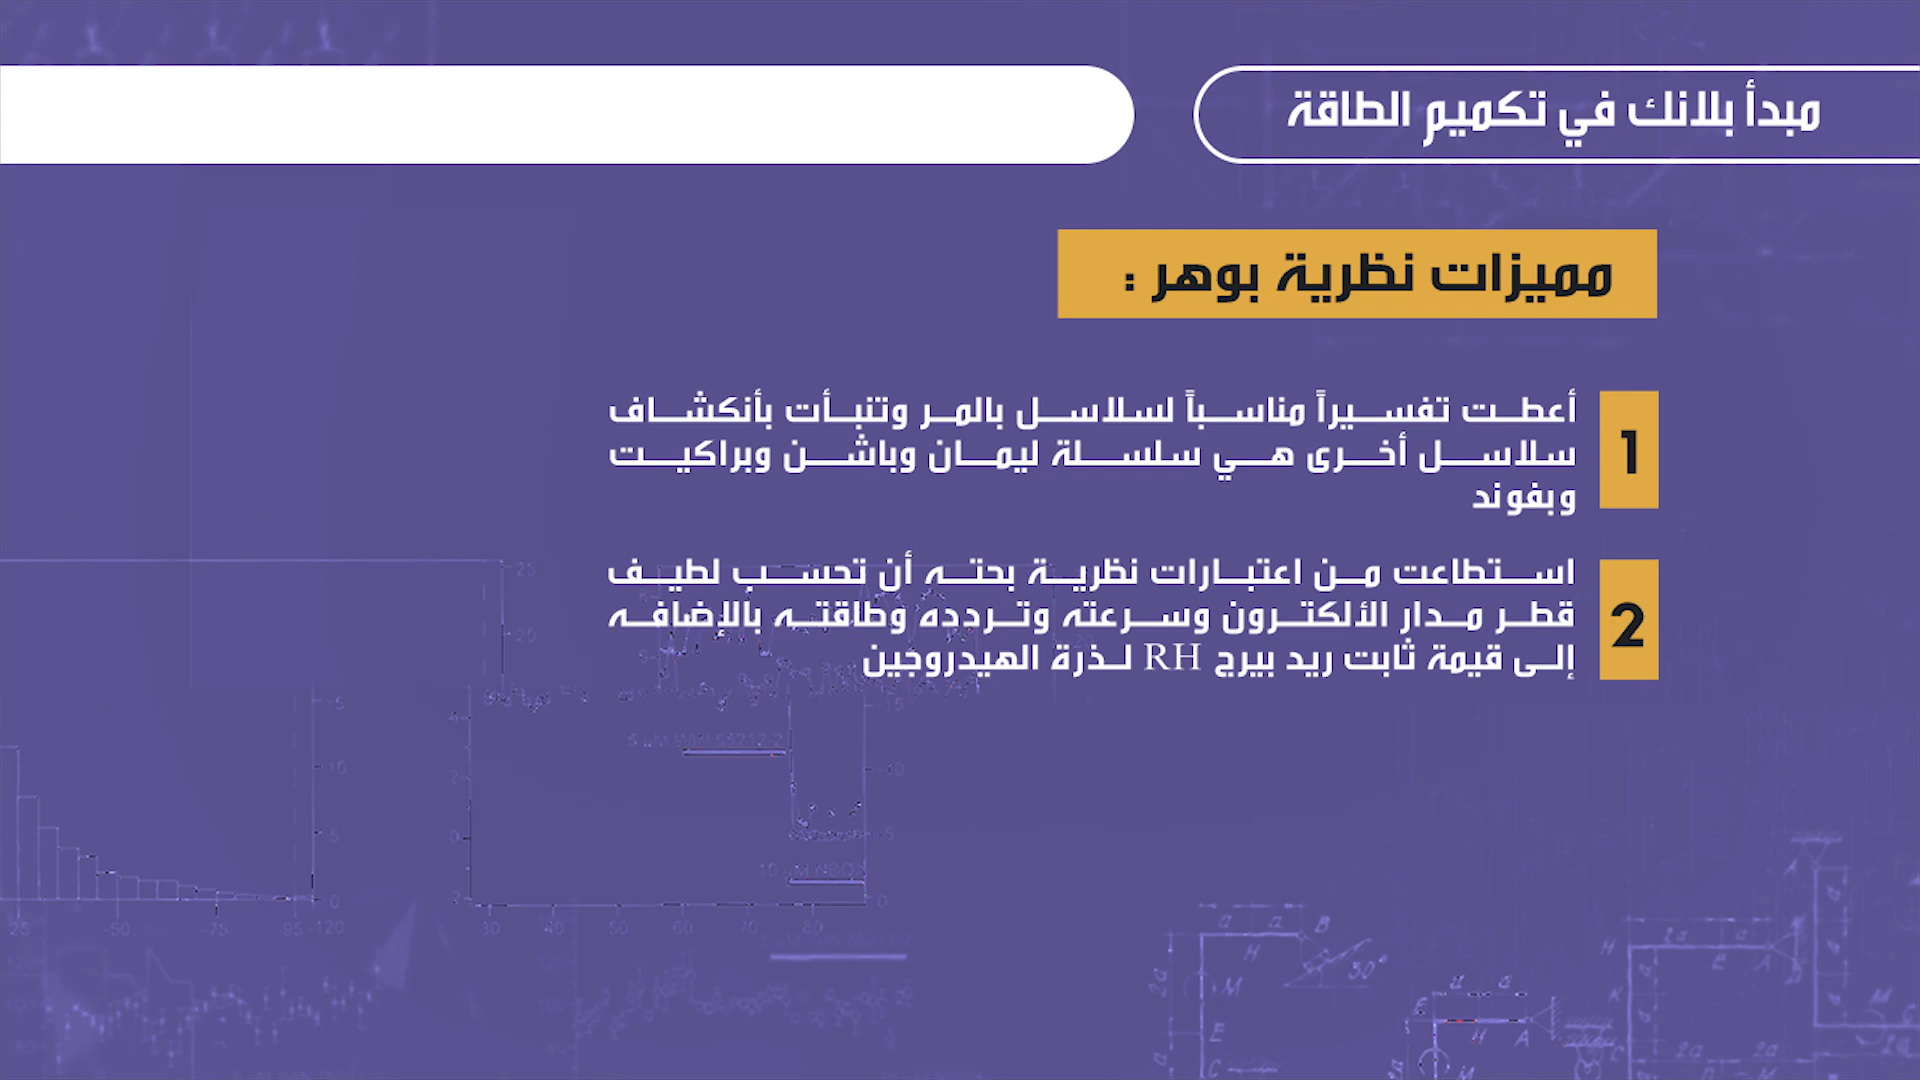 مبدأ بلانك في تكميم الطاقة
مميزات نظرية بوهر :
1
أعطت تفسيراً مناسباً لسلاسل بالمر وتنبأت بأنكشاف
سلاسل أخرى هي سلسلة ليمان وباشن وبراكيت
وبفوند
2
استطاعت من اعتبارات نظرية بحته أن تحسب لطيف
قطر مدار الألكترون وسرعته وتردده وطاقته بالإضافه
إلى قيمة ثابت ريد بيرج RH لذرة الهيدروجين